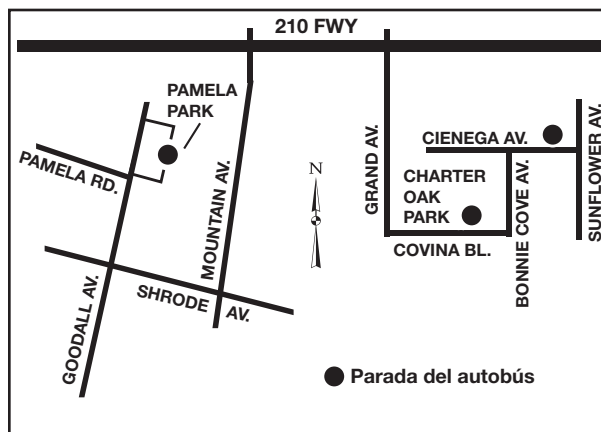 210 FWY
PAMELA
PARK
PAMELA RD.
MOUNTAIN AV.
GOODALL AV.
SHRODE AV.
N
GRAND AV.
CIENEGA AV.
CHARTER
OAK
PARK
COVINA BL.
BONNIE COVE AV.
SUNFLOWER AV.
Parada del autobús